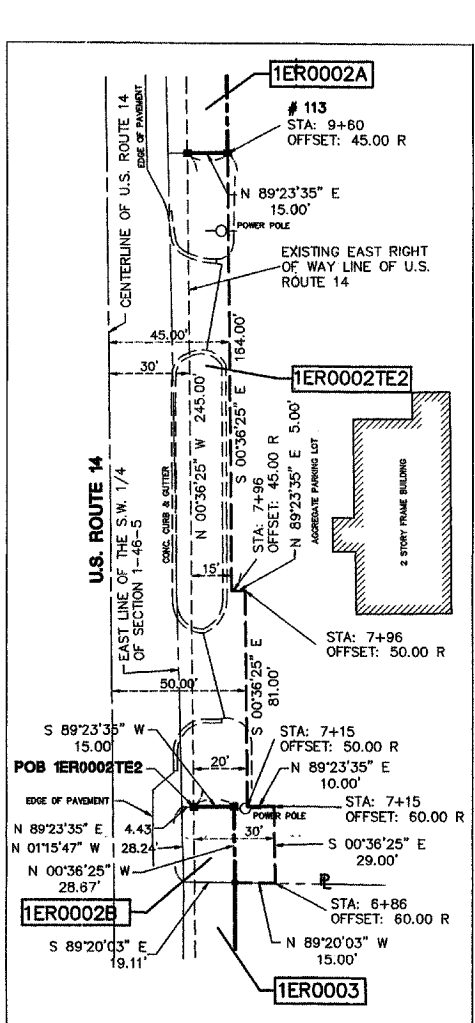 1ER0002A
# 113
STA: 9+60
OFFSET: 45.00 R
CENTERLINE OF U.S. ROUTE 14
EDGE OF PAVEMENT
N 89°23'35" E
15.00'
POWER POLE
EXISTING EAST RIGHT
OF WAY LINE OF U.S.
ROUTE 14
45.00'
164.00'
30'
1ER0002TE2
U.S. ROUTE 14
EAST LINE OF THE S.W. 1/4
OF SECTION 1-46-5
CONC. CURB & GUTTER
N 00°36'25" W 245.00'
S 00°36'25" E
STA: 7+96
OFFSET: 45.00 R
N 89°23'35" E 5.00'
AGGREGATE PARKING LOT
2 STORY FRAME BUILDING
15'
STA: 7+96
OFFSET: 50.00 R
50.00'
S 00°36'25" E
81.00'
S 89°23'35" W
15.00'
STA: 7+15
OFFSET: 50.00 R
POB 1ER0002TE2
20'
N 89°23'35" E
10.00'
EDGE OF PAVEMENT
STA: 7+15
OFFSET: 60.00 R
POWER POLE
N 89°23'35" E 4.43'
30'
N 01°15'47" W 28.24'
S 00°36'25" E
29.00'
N 00°36'25" W
28.67'
PL
1ER0002B
STA: 6+86
OFFSET: 60.00 R
S 89°20'03" E
19.11'
N 89°20'03" W
15.00'
1ER0003